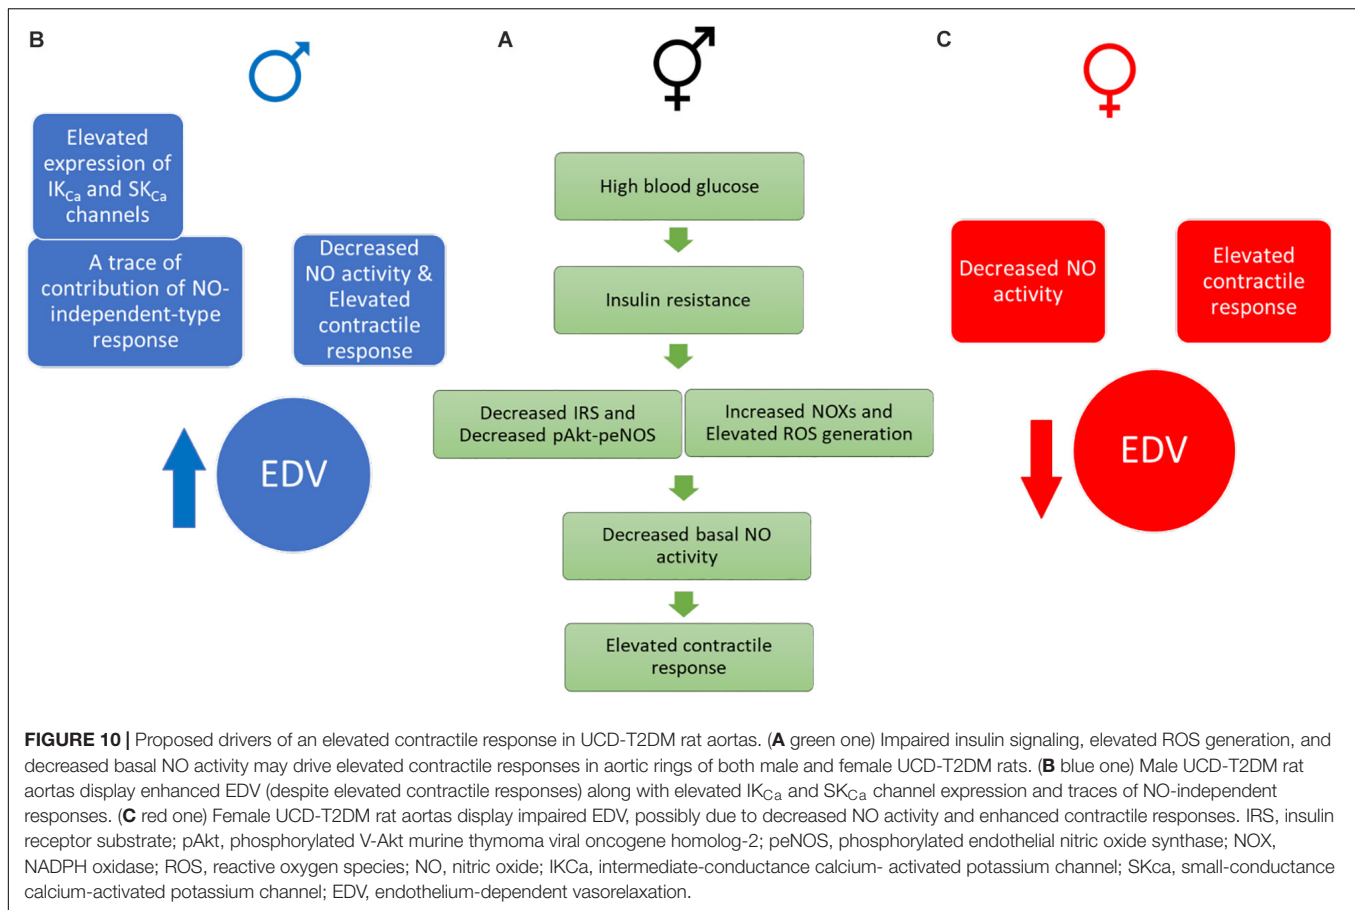 B
Elevated
expression of
IKCa and SKCa
channels
A trace of
contribution of NO-
independent-type
response
Decreased
NO activity &
Elevated
contractile
response
EDV
A
High blood glucose
Insulin resistance
Decreased IRS and
Decreased pAkt-peNOS
Increased NOXs and
Elevated ROS generation
Decreased basal NO
activity
Elevated contractile
response
C
Decreased NO
activity
Elevated
contractile
response
EDV
FIGURE 10 | Proposed drivers of an elevated contractile response in UCD-T2DM rat aortas. (A green one) Impaired insulin signaling, elevated ROS generation, and
decreased basal NO activity may drive elevated contractile responses in aortic rings of both male and female UCD-T2DM rats. (B blue one) Male UCD-T2DM rat
aortas display enhanced EDV (despite elevated contractile responses) along with elevated IKCa and SKCa channel expression and traces of NO-independent
responses. (C red one) Female UCD-T2DM rat aortas display impaired EDV, possibly due to decreased NO activity and enhanced contractile responses. IRS, insulin
receptor substrate; pAkt, phosphorylated V-Akt murine thymoma viral oncogene homolog-2; peNOS, phosphorylated endothelial nitric oxide synthase; NOX,
NADPH oxidase; ROS, reactive oxygen species; NO, nitric oxide; IKCa, intermediate-conductance calcium- activated potassium channel; SKca, small-conductance
calcium-activated potassium channel; EDV, endothelium-dependent vasorelaxation.